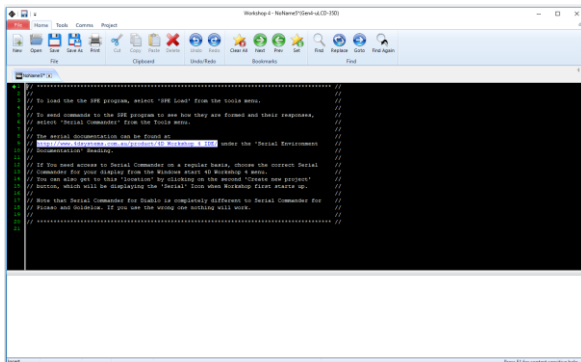 Workshop 4 - NoName5*(Gen4-uLCD-35D)
File Home Tools Comms Project
New Open Save Save As Print Cut Copy Paste Delete Undo Redo Clear All Next Prev Set Find Replace Goto Find Again
File Clipboard Undo/Redo Bookmarks Find
NoName5*
// ****************************************************************************** //
// //
// To load the the SPE program, select 'SPE Load' from the tools menu. //
// //
// To send commands to the SPE program to see how they are formed and their responses, //
// select 'Serial Commander' from the Tools menu. //
// //
// The serial documentation can be found at //
// http://www.4dsystems.com.au/product/4D_Workshop_4_IDE/ under the 'Serial Environment //
// Documentation' Heading. //
// //
// If You need access to Serial Commander on a regular basis, choose the correct Serial //
// Commander for your display from the Windows start 4D Workshop 4 menu. //
// You can also get to this 'location' by clicking on the second 'Create new project' //
// button, which will be displaying the 'Serial' Icon when Workshop first starts up. //
// //
// Note that Serial Commander for Diablo is completely different to Serial Commander for //
// Picaso and Goldelox. If you use the wrong one nothing will work. //
// //
// ****************************************************************************** //